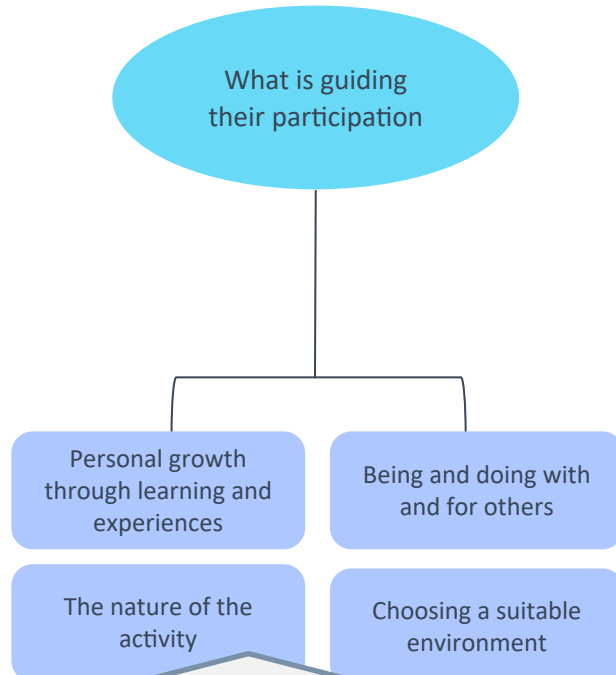 What is guiding
their participation
Personal growth
through learning and
experiences
Being and doing with
and for others
The nature of the
activity
Choosing a suitable
environment